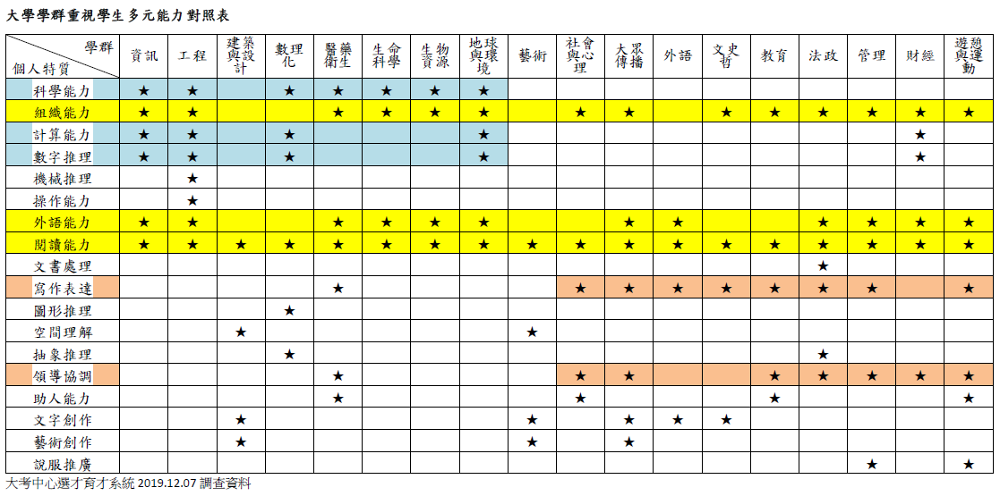 大學學群重視學生多元能力對照表
學群
個人特質
資訊 工程 建築與設計 數理化 醫藥衛生 生命科學 生物資源 地球與環境 藝術 社會與心理 大眾傳播 外語 文史哲 教育 法政 管理 財經 遊憩與運動
科學能力 ★ ★ ★ ★ ★ ★ ★
組織能力 ★ ★ ★ ★ ★ ★ ★ ★ ★ ★ ★ ★ ★ ★
計算能力 ★ ★ ★ ★ ★
數字推理 ★ ★ ★ ★ ★
機械推理 ★
操作能力 ★
外語能力 ★ ★ ★ ★ ★ ★ ★ ★ ★ ★ ★ ★
閱讀能力 ★ ★ ★ ★ ★ ★ ★ ★ ★ ★ ★ ★ ★ ★ ★ ★ ★ ★
文書處理 ★
寫作表達 ★ ★ ★ ★ ★ ★ ★ ★ ★
圖形推理 ★
空間理解 ★ ★
抽象推理 ★ ★
領導協調 ★ ★ ★ ★ ★ ★ ★ ★
助人能力 ★ ★ ★ ★
文字創作 ★ ★ ★ ★ ★
藝術創作 ★ ★ ★
說服推廣 ★ ★
大考中心選才育才系統 2019.12.07 調查資料